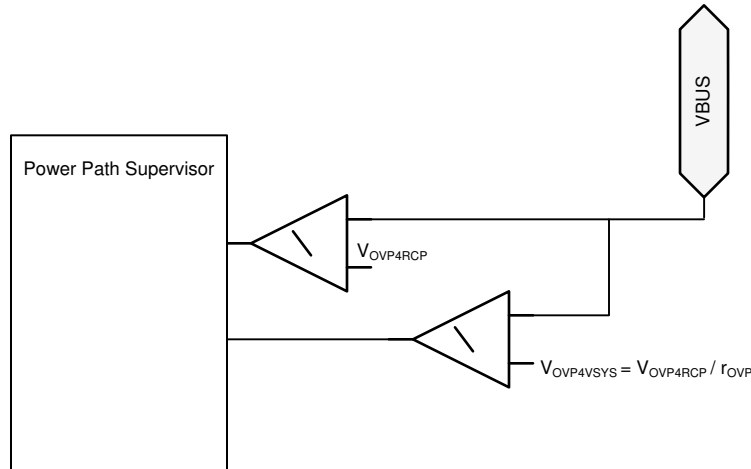 VBUS
Power Path Supervisor
VOVP4RCP
VOVP4VSYS = VOVP4RCP / rOVP